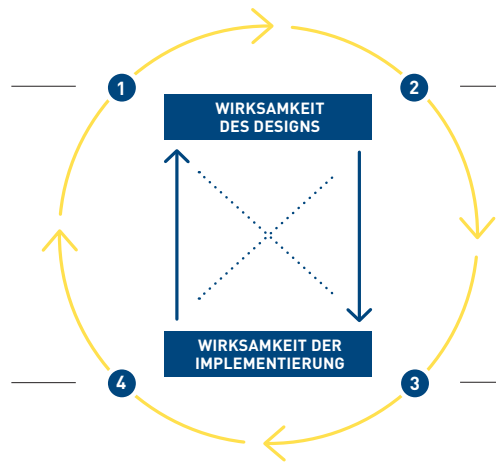 1
2
WIRKSAMKEIT
DES DESIGNS
WIRKSAMKEIT DER
IMPLEMENTIERUNG
4
3